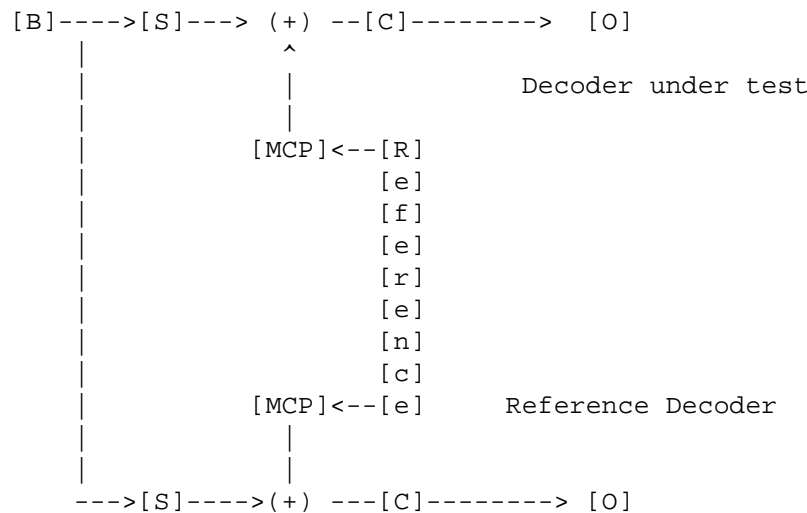 [B]---->[S]---> (+) --[C]--------> [O]
| ^
| | Decoder under test
| |
| [MCP]<--[R]
| [e]
| [f]
| [e]
| [r]
| [e]
| [n]
| [c]
| [MCP]<--[e] Reference Decoder
| |
| |
--->[S]---->(+) ---[C]--------> [O]